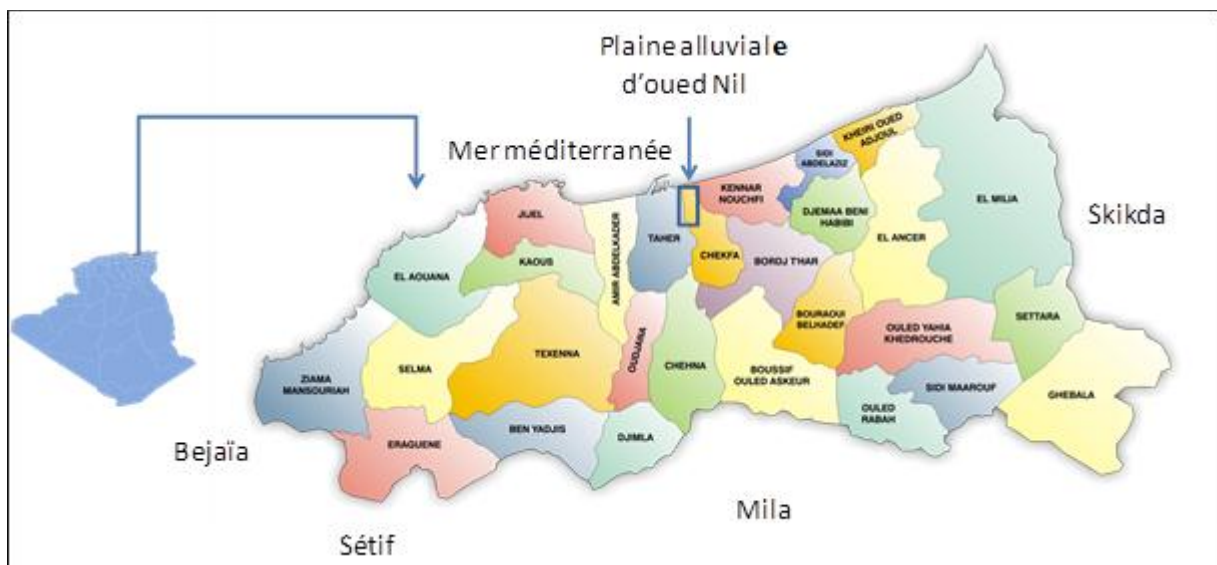 Plaine alluviale
d'oued Nil
Mer méditerranée
KHEIRI OUED
ADJOUL
SIDI
ABDELAZIZ
KENNAR
NOUCHFI
JIJEL
EL MILIA
DJEMAA BENI
HABIBI
Skikda
TAHER
AMIR ABDELKADER
EL ANCER
CHEKFA
BORDJ T'HAR
KAOUS
EL AOUANA
BOURAOUI
BELHADEF
SETTARA
OULED YAHIA
KHEDROUCHE
TEXENNA
OUDJANA
CHEHNA
SELMA
BOUSSIF
OULED ASKEUR
ZIAMA
MANSOURIAH
SIDI MAAROUF
GHEBALA
OULED
RABAH
BEN YADJIS
DJIMLA
ERAGUENE
Bejaïa
Mila
Sétif